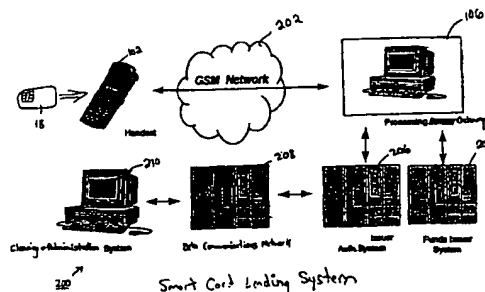 202
106
102
GSM Network
18
Handset
Processing Server Gateway
210
208
206
20
Clearing & Administration System
Data Communications Network
Issuer
Auth System
Funds Issuer
System
200
Smart Card Loading System